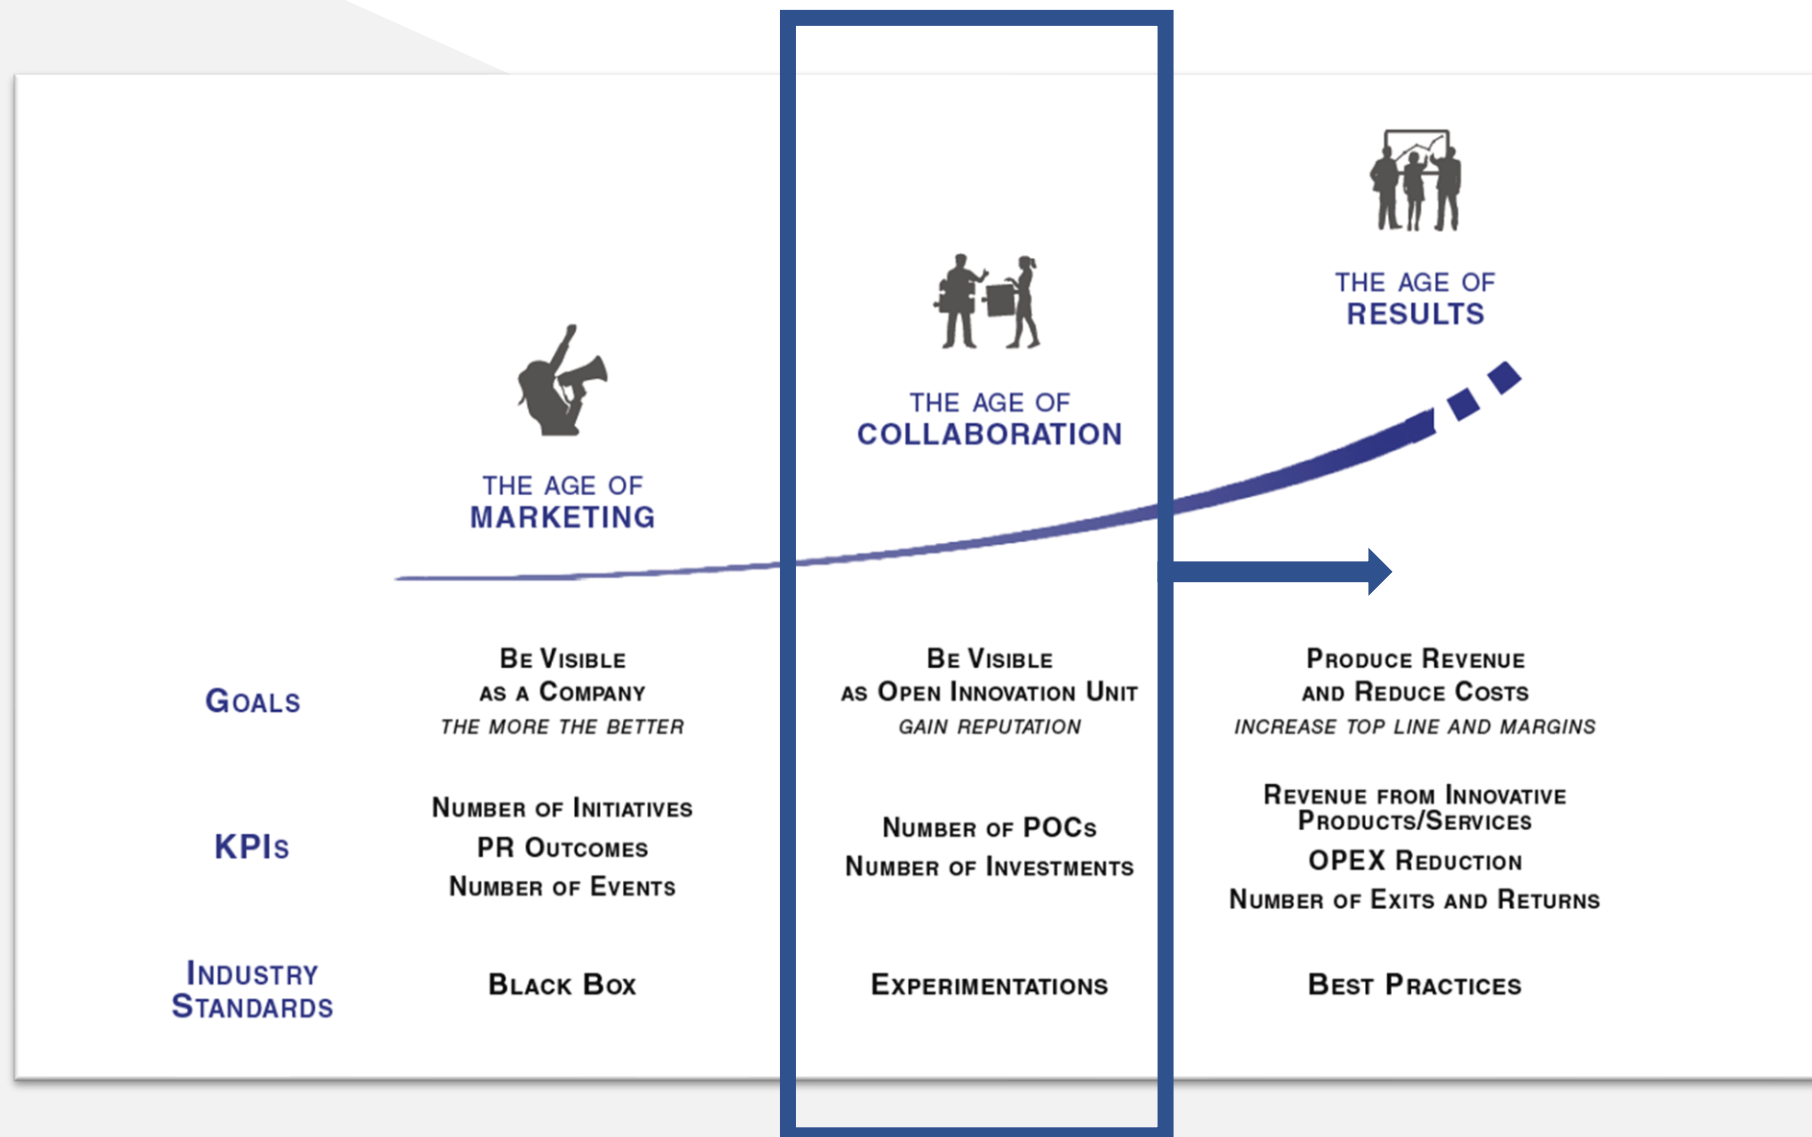 THE AGE OF
MARKETING
THE AGE OF
COLLABORATION
THE AGE OF
RESULTS
GOALS
BE VISIBLE
AS A COMPANY
THE MORE THE BETTER
BE VISIBLE
AS OPEN INNOVATION UNIT
GAIN REPUTATION
PRODUCE REVENUE
AND REDUCE COSTS
INCREASE TOP LINE AND MARGINS
KPIS
NUMBER OF INITIATIVES
PR OUTCOMES
NUMBER OF EVENTS
NUMBER OF POCS
NUMBER OF INVESTMENTS
REVENUE FROM INNOVATIVE
PRODUCTS/SERVICES
OPEX REDUCTION
NUMBER OF EXITS AND RETURNS
INDUSTRY
STANDARDS
BLACK BOX
EXPERIMENTATIONS
BEST PRACTICES